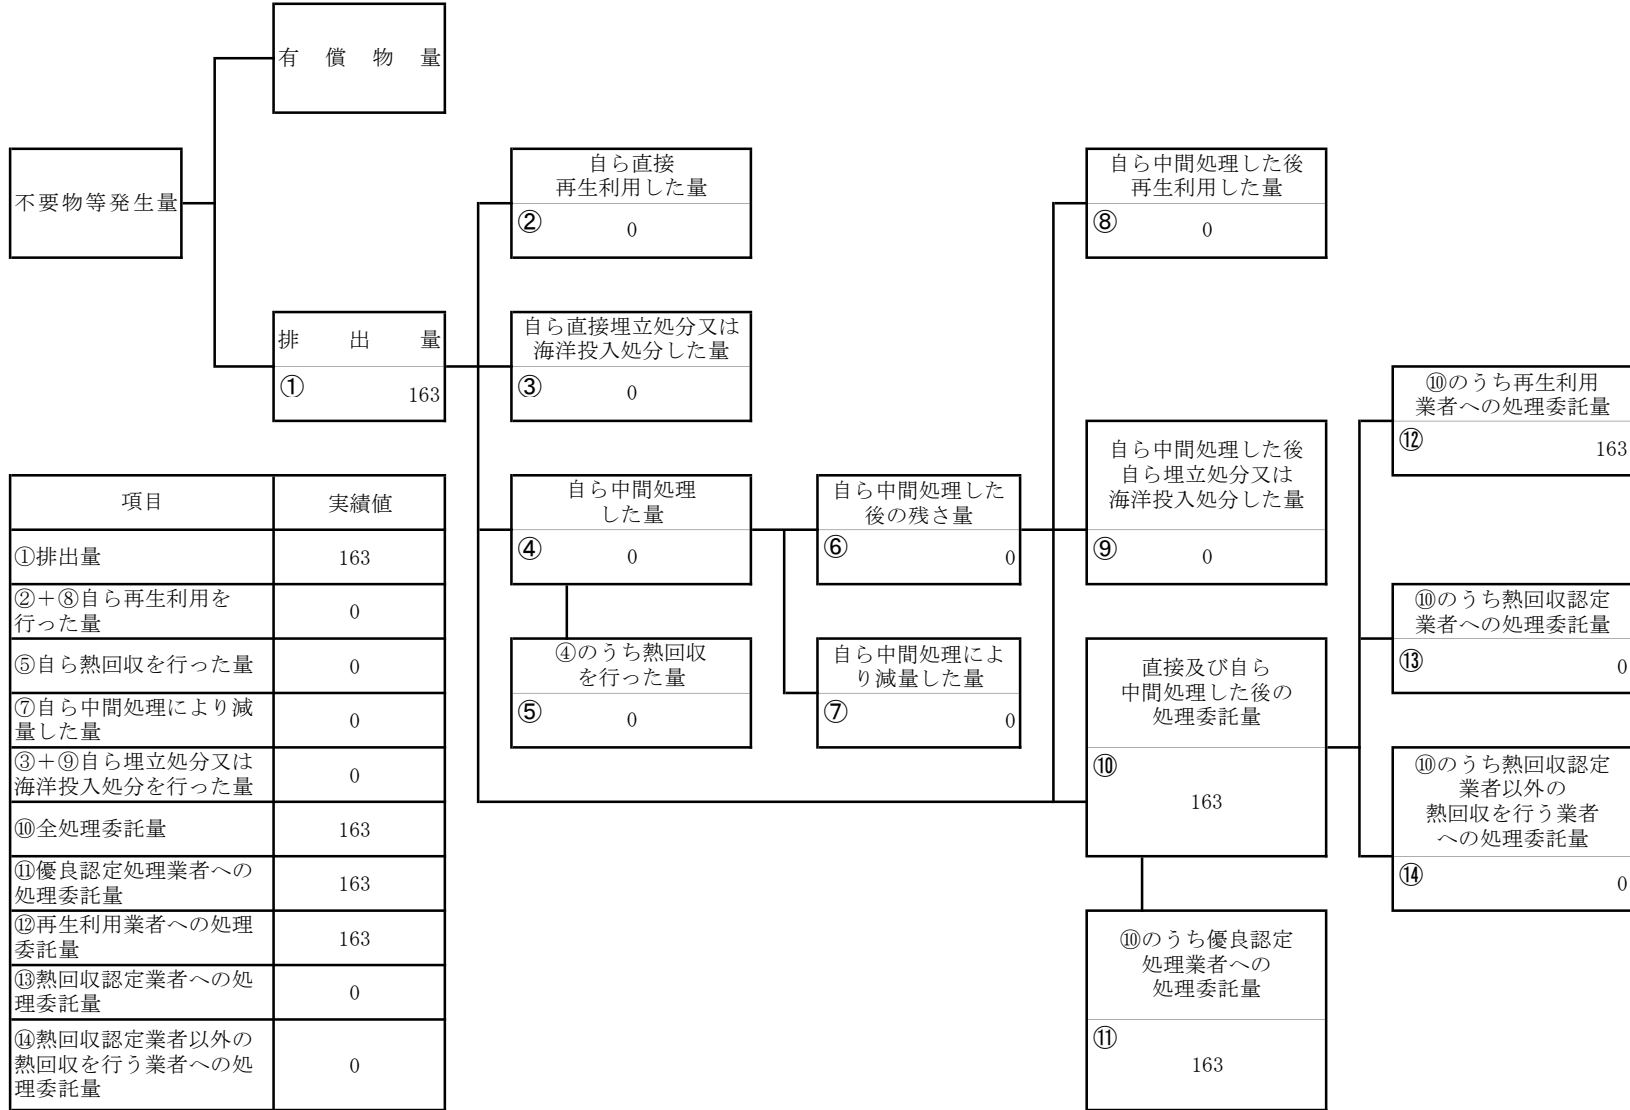 有償物量
不要物等発生量
排出量
①
163
自ら直接
再生利用した量
②
0
自ら直接埋立処分又は
海洋投入処分した量
③
0
自ら中間処理
した量
④
0
④のうち熱回収
を行った量
⑤
0
自ら中間処理した
後の残さ量
⑥
0
自ら中間処理によ
り減量した量
⑦
0
自ら中間処理した後
再生利用した量
⑧
0
自ら中間処理した後
自ら埋立処分又は
海洋投入処分した量
⑨
0
直接及び自ら
中間処理した後の
処理委託量
⑩
163
⑩のうち優良認定
処理業者への
処理委託量
⑪
163
⑩のうち再生利用
業者への処理委託量
⑫
163
⑩のうち熱回収認定
業者への処理委託量
⑬
0
⑩のうち熱回収認定
業者以外の
熱回収を行う業者
への処理委託量
⑭
0
項目 実績値
①排出量 163
②＋⑧自ら再生利用を
行った量
0
⑤自ら熱回収を行った量 0
⑦自ら中間処理により減
量した量
0
③＋⑨自ら埋立処分又は
海洋投入処分を行った量
0
⑩全処理委託量 163
⑪優良認定処理業者への
処理委託量
163
⑫再生利用業者への処理
委託量
163
⑬熱回収認定業者への処
理委託量
0
⑭熱回収認定業者以外の
熱回収を行う業者への処
理委託量
0